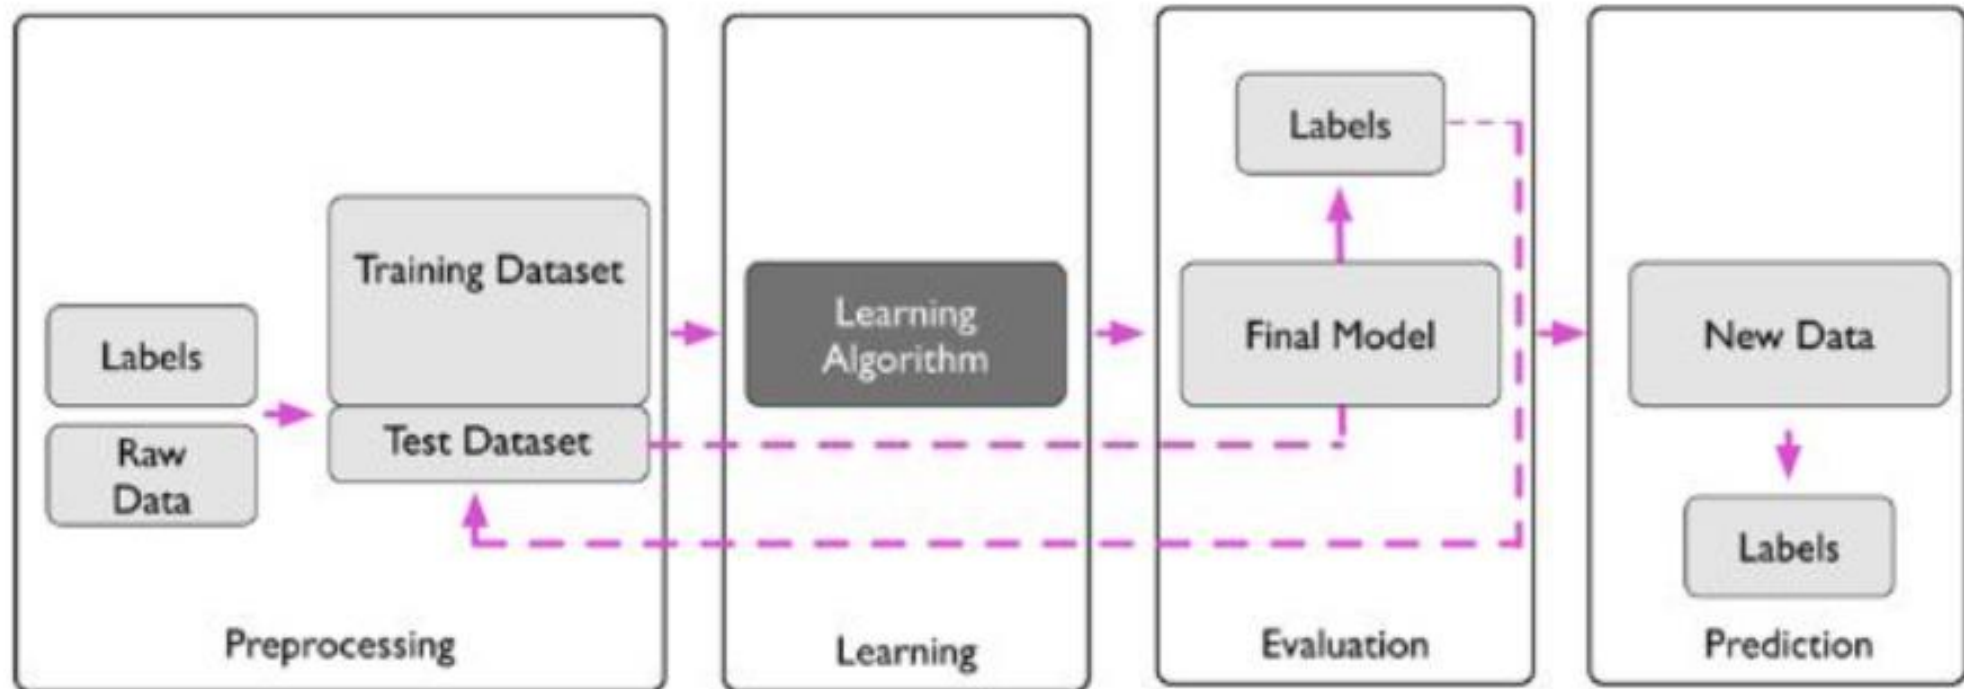 Labels
Raw
Data
Training Dataset
Test Dataset
Preprocessing
Learning
Algorithm
Learning
Labels
Final Model
Evaluation
New Data
Labels
Prediction